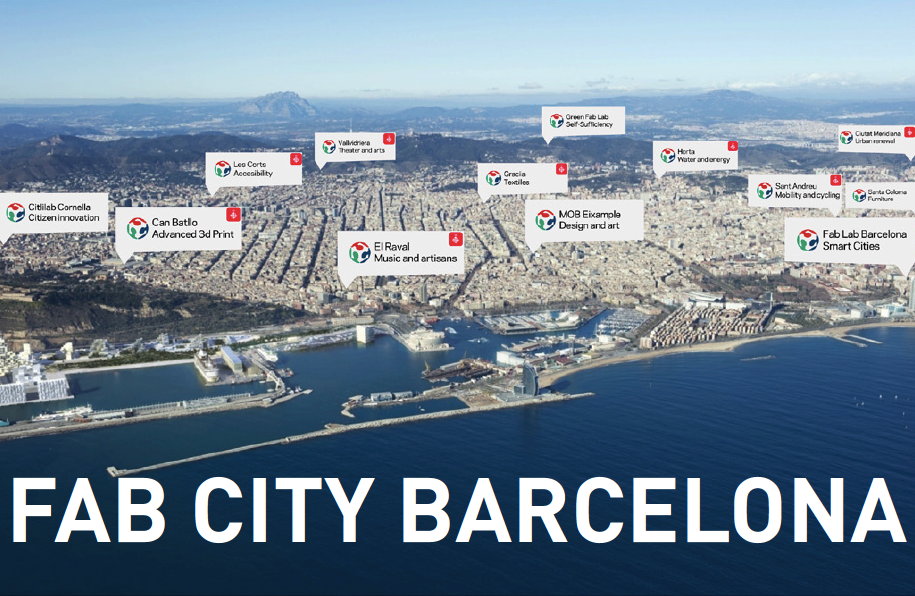 Green Fab Lab
Self-Sufficiency
Ciutat Meridiana
Urban renewal
Vallvidriera
Theater and arts
Horta
Water and energy
Les Corts
Accesibility
Gracia
Textiles
Sant Andreu
Mobility and cycling
Santa Coloma
Furniture
Citlilab Cornella
Citizen innovation
Can Batllo
Advanced 3d Print
MOB Eixample
Design and art
Fab Lab Barcelona
Smart Cities
El Raval
Music and artisans
FAB CITY BARCELONA